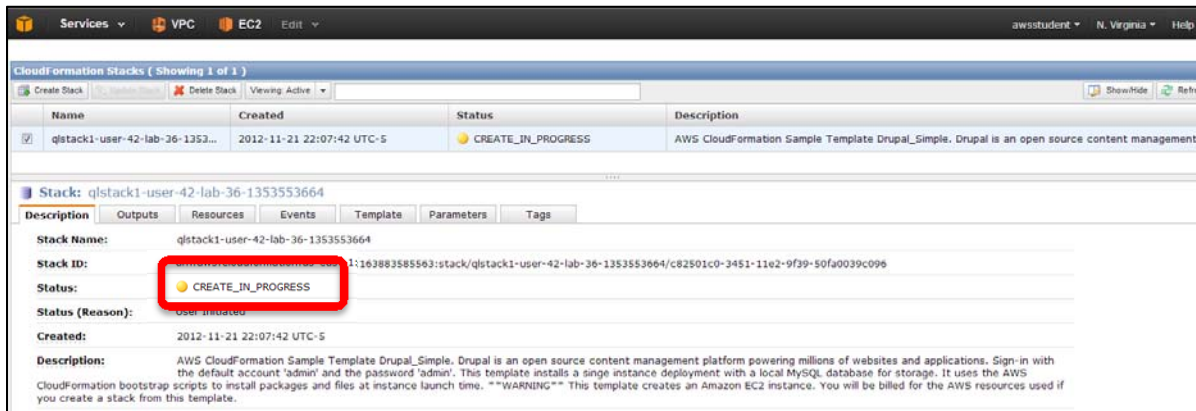 Services VPC EC2 Edit awsstudent N. Virginia Help
CloudFormation Stacks ( Showing 1 of 1 )
Create Stack Update Stack Delete Stack Viewing: Active Show/Hide Refr
Name Created Status Description
qlstack1-user-42-lab-36-1353... 2012-11-21 22:07:42 UTC-5 CREATE_IN_PROGRESS AWS CloudFormation Sample Template Drupal_Simple. Drupal is an open source content management
Stack: qlstack1-user-42-lab-36-1353553664
Description Outputs Resources Events Template Parameters Tags
Stack Name: qlstack1-user-42-lab-36-1353553664
Stack ID: 1:163883585563:stack/qlstack1-user-42-lab-36-1353553664/c82501c0-3451-11e2-9f39-50fa0039c096
Status: CREATE_IN_PROGRESS
Status (Reason): User Initiated
Created: 2012-11-21 22:07:42 UTC-5
Description: AWS CloudFormation Sample Template Drupal_Simple. Drupal is an open source content management platform powering millions of websites and applications. Sign-in with
the default account 'admin' and the password 'admin'. This template installs a singe instance deployment with a local MySQL database for storage. It uses the AWS
CloudFormation bootstrap scripts to install packages and files at instance launch time. **WARNING** This template creates an Amazon EC2 instance. You will be billed for the AWS resources used if
you create a stack from this template.